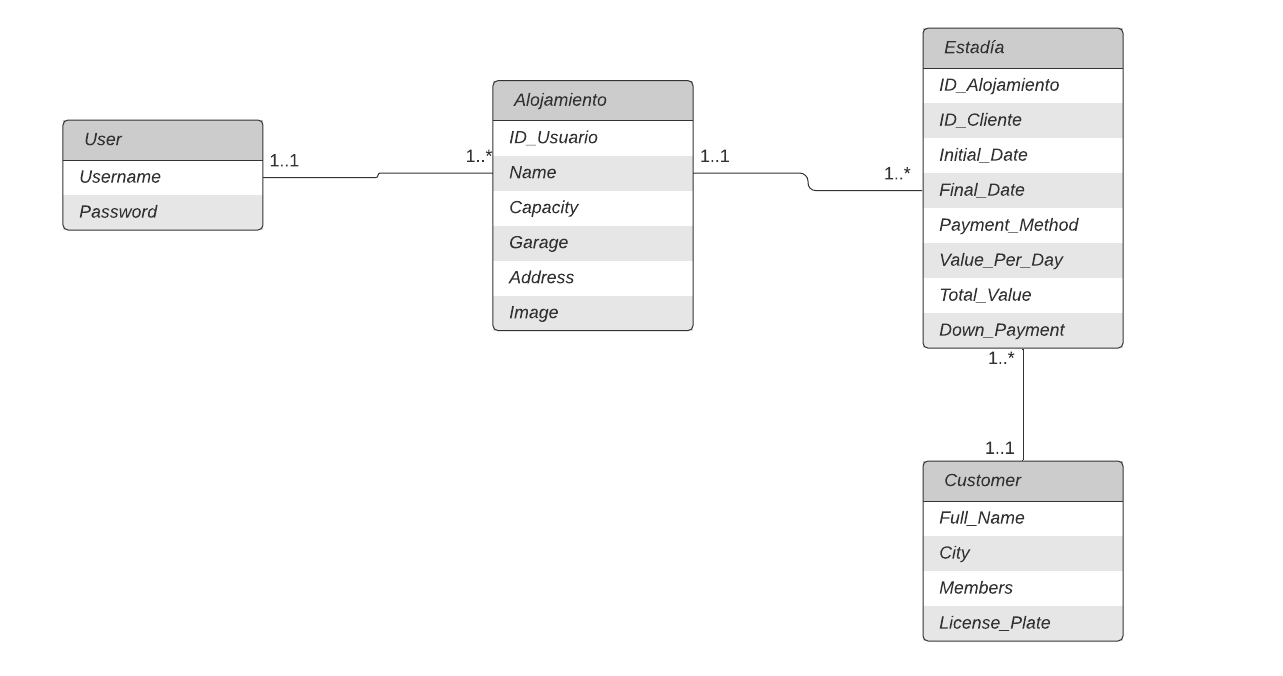 User
Username
Password
1..1
1..*
Alojamiento
ID_Usuario
Name
Capacity
Garage
Address
Image
1..1
1..*
Estadía
ID_Alojamiento
ID_Cliente
Initial_Date
Final_Date
Payment_Method
Value_Per_Day
Total_Value
Down_Payment
1..*
1..1
Customer
Full_Name
City
Members
License_Plate